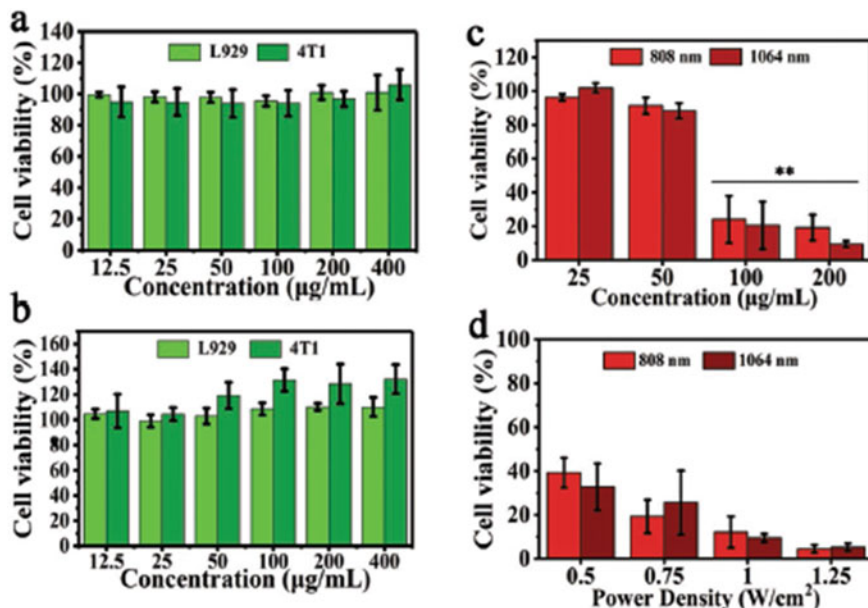 a
Cell viability (%)
140
120
100
80
60
40
20
0
L929 4T1
12.5 25 50 100 200 400
Concentration (μg/mL)
b
Cell viability (%)
160
140
120
100
80
60
40
20
0
L929 4T1
12.5 25 50 100 200 400
Concentration (μg/mL)
c
Cell viability (%)
120
100
80
60
40
20
0
808 nm 1064 nm
**
25 50 100 200
Concentration (μg/mL)
d
Cell viability (%)
100
80
60
40
20
0
808 nm 1064 nm
0.5 0.75 1 1.25
Power Density (W/cm²)